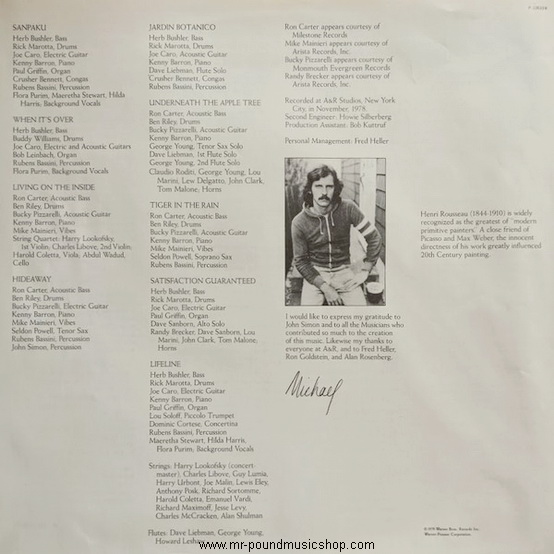 SANPAKU
Herb Bushler, Bass
Rick Marotta, Drums
Joe Caro, Electric Guitar
Kenny Barron, Piano
Paul Griffin, Organ
Crusher Bennett, Congas
Rubens Bassini, Percussion
Flora Purim, Maeretha Stewart, Hilda
Harris, Background Vocals
WHEN IT'S OVER
Herb Bushler, Bass
Buddy Williams, Drums
Joe Caro, Electric and Acoustic Guitars
Bob Leinbach, Organ
Rubens Bassini, Percussion
Flora Purim, Background Vocals
LIVING ON THE INSIDE
Ron Carter, Acoustic Bass
Ben Riley, Drums
Bucky Pizzarelli, Acoustic Guitar
Kenny Barron, Piano
Mike Mainieri, Vibes
String Quartet: Harry Lookofsky,
1st Violin, Charles Libove, 2nd Violin
Harold Coletta, Viola, Abdul Wadud,
Cello
HIDEAWAY
Ron Carter, Acoustic Bass
Ben Riley, Drums
Bucky Pizzarelli, Electric Guitar
Kenny Barron, Piano
Mike Mainieri, Vibes
Seldon Powell, Tenor Sax
Rubens Bassini, Percussion
John Simon, Percussion
JARDIN BOTANICO
Herb Bushler, Bass
Rick Marotta, Drums
Joe Caro, Acoustic Guitar
Kenny Barron, Piano
Dave Liebman, Flute Solo
Crusher Bennett, Congas
Rubens Bassini, Percussion
UNDERNEATH THE APPLE TREE
Ron Carter, Acoustic Bass
Ben Riley, Drums
Bucky Pizzarelli, Acoustic Guitar
Kenny Barron, Piano
George Young, Tenor Sax Solo
Dave Liebman, 1st Flute Solo
George Young, 2nd Flute Solo
Claudio Roditi, George Young, Lou
Marini, Lew Delgatto, John Clark,
Tom Malone; Horns
TIGER IN THE RAIN
Ron Carter, Acoustic Bass
Ben Riley, Drums
Bucky Pizzarelli, Acoustic Guitar
Kenny Barron, Piano
Mike Mainieri, Vibes
Seldon Powell, Soprano Sax
Rubens Bassini, Percussion
SATISFACTION GUARANTEED
Herb Bushler, Bass
Rick Marotta, Drums
Joe Caro, Electric Guitar
Paul Griffin, Organ
Dave Sanborn, Alto Solo
Randy Brecker, Dave Sanborn, Lou
Marini, John Clark, Tom Malone;
Horns
LIFELINE
Herb Bushler, Bass
Rick Marotta, Drums
Joe Caro, Electric Guitar
Kenny Barron, Piano
Paul Griffin, Organ
Lou Soloff, Piccolo Trumpet
Dominic Cortese, Concertina
Rubens Bassini, Percussion
Maeretha Stewart, Hilda Harris,
Flora Purim, Background Vocals
Strings: Harry Lookofsky (concert-
master), Charles Libove, Guy Lumia,
Harry Urbont, Joe Malin, Lewis Eley,
Anthony Posk, Richard Sortomme,
Harold Coletta, Emanuel Vardi,
Richard Maximoff, Jesse Levy,
Charles McCracken, Alan Shulman
Flutes: Dave Liebman, George Young,
Howard
Ron Carter appears courtesy of
Milestone Records
Mike Mainieri appears courtesy of
Arista Records, Inc.
Bucky Pizzarelli appears courtesy of
Monmouth Evergreen Records
Randy Brecker appears courtesy of
Arista Records, Inc.
Recorded at A&R Studios, New York
City, in November, 1978.
Second Engineer: Howie Silherberg
Production Assistant: Bob Kurtruf
Personal Management: Fred Heller
I would like to express my gratitude to
John Simon and to all the Musicians who
contributed so much to the creation
of this music. Likewise my thanks to
everyone at A&R, and to Fred Heller,
Ron Goldstein, and Alan Rosenberg.
Michael
Henri Rousseau (1844-1910) is widely
recognized as the greatest of "modern
primitive painters." A close friend of
Picasso and Max Weber, the innocent
directness of his work greatly influenced
20th Century painting.
© 1979 Warner Bros. Records Inc.
www.mr-poundmusicshop.com